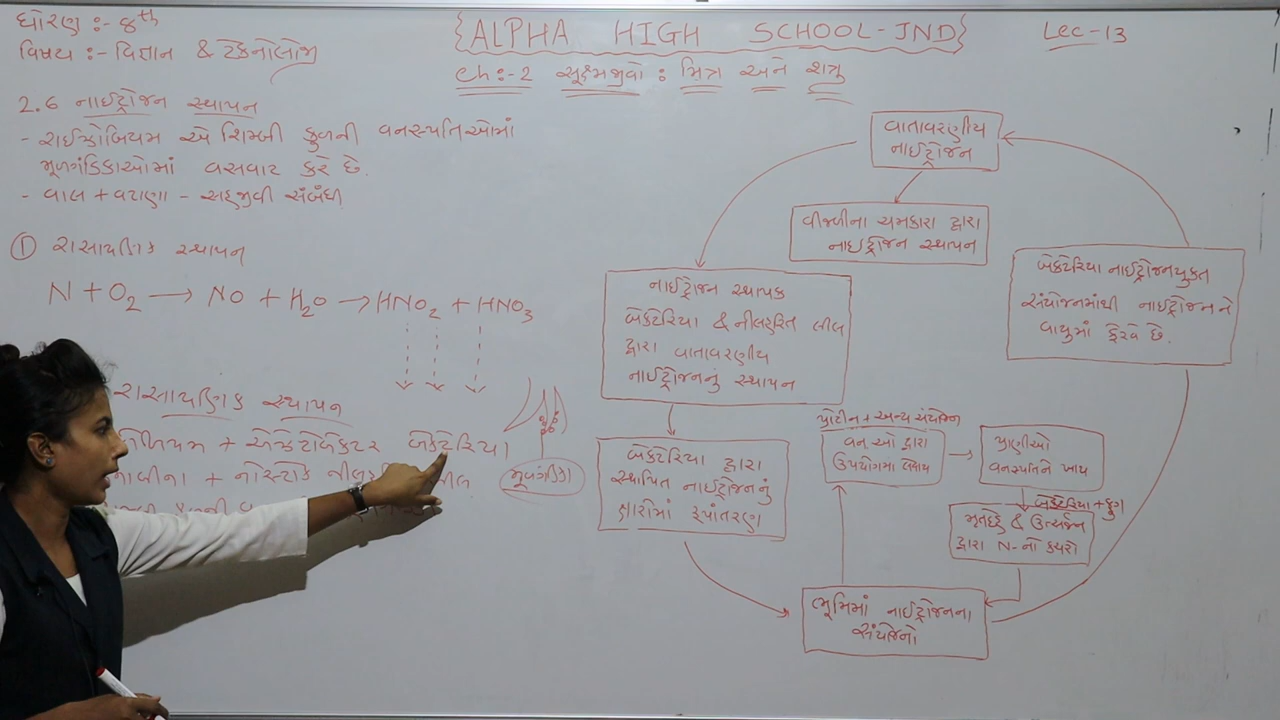 ધોરણ :- 8th
વિષય :- વિજ્ઞાન & ટેકનોલોજી
{ALPHA HIGH SCHOOL-JND}
Lec-13
Ch:-2 સૂક્ષ્મજીવો : મિત્ર અને શત્રુ
2.6 નાઈટ્રોજન સ્થાપન
- રાઈઝોબિયમ એ શિમ્બી કુળની વનસ્પતિઓમાં
મૂળગંડિકાઓમાં વસવાટ કરે છે.
- વાલ + વટાણા - સહજીવી સંબંધ
① રાસાયણિક સ્થાપન
N + O2 → NO + H2O → HNO2 + HNO3
રાસાયણિક સ્થાપન
+ એઝેટોબેક્ટર બેક્ટેરિયા
+ નોસ્ટોક
મૂળગંડિકા
વાતાવરણીય
નાઈટ્રોજન
વીજળીના ચમકારા દ્વારા
નાઈટ્રોજન સ્થાપન
નાઈટ્રોજન સ્થાપક
બેક્ટેરિયા & નીલહરિત લીલ
દ્વારા વાતાવરણીય
નાઈટ્રોજનનું સ્થાપન
બેક્ટેરિયા દ્વારા
સ્થાપિત નાઈટ્રોજનનું
ક્ષારોમાં રૂપાંતરણ
ભૂમિમાં નાઈટ્રોજનના
સંયોજનો
પ્રોટીન + અન્ય સંયોજન
વન.ઓ દ્વારા
ઉપયોગમાં લેવાય
પ્રાણીઓ
વનસ્પતિને ખાય
બેક્ટેરિયા + ફુગ
મૃતદેહ & ઉત્સર્જન
દ્વારા N-નો કચરો
બેક્ટેરિયા નાઈટ્રોજનયુક્ત
સંયોજનમાંથી નાઈટ્રોજનને
વાયુમાં ફેરવે છે.